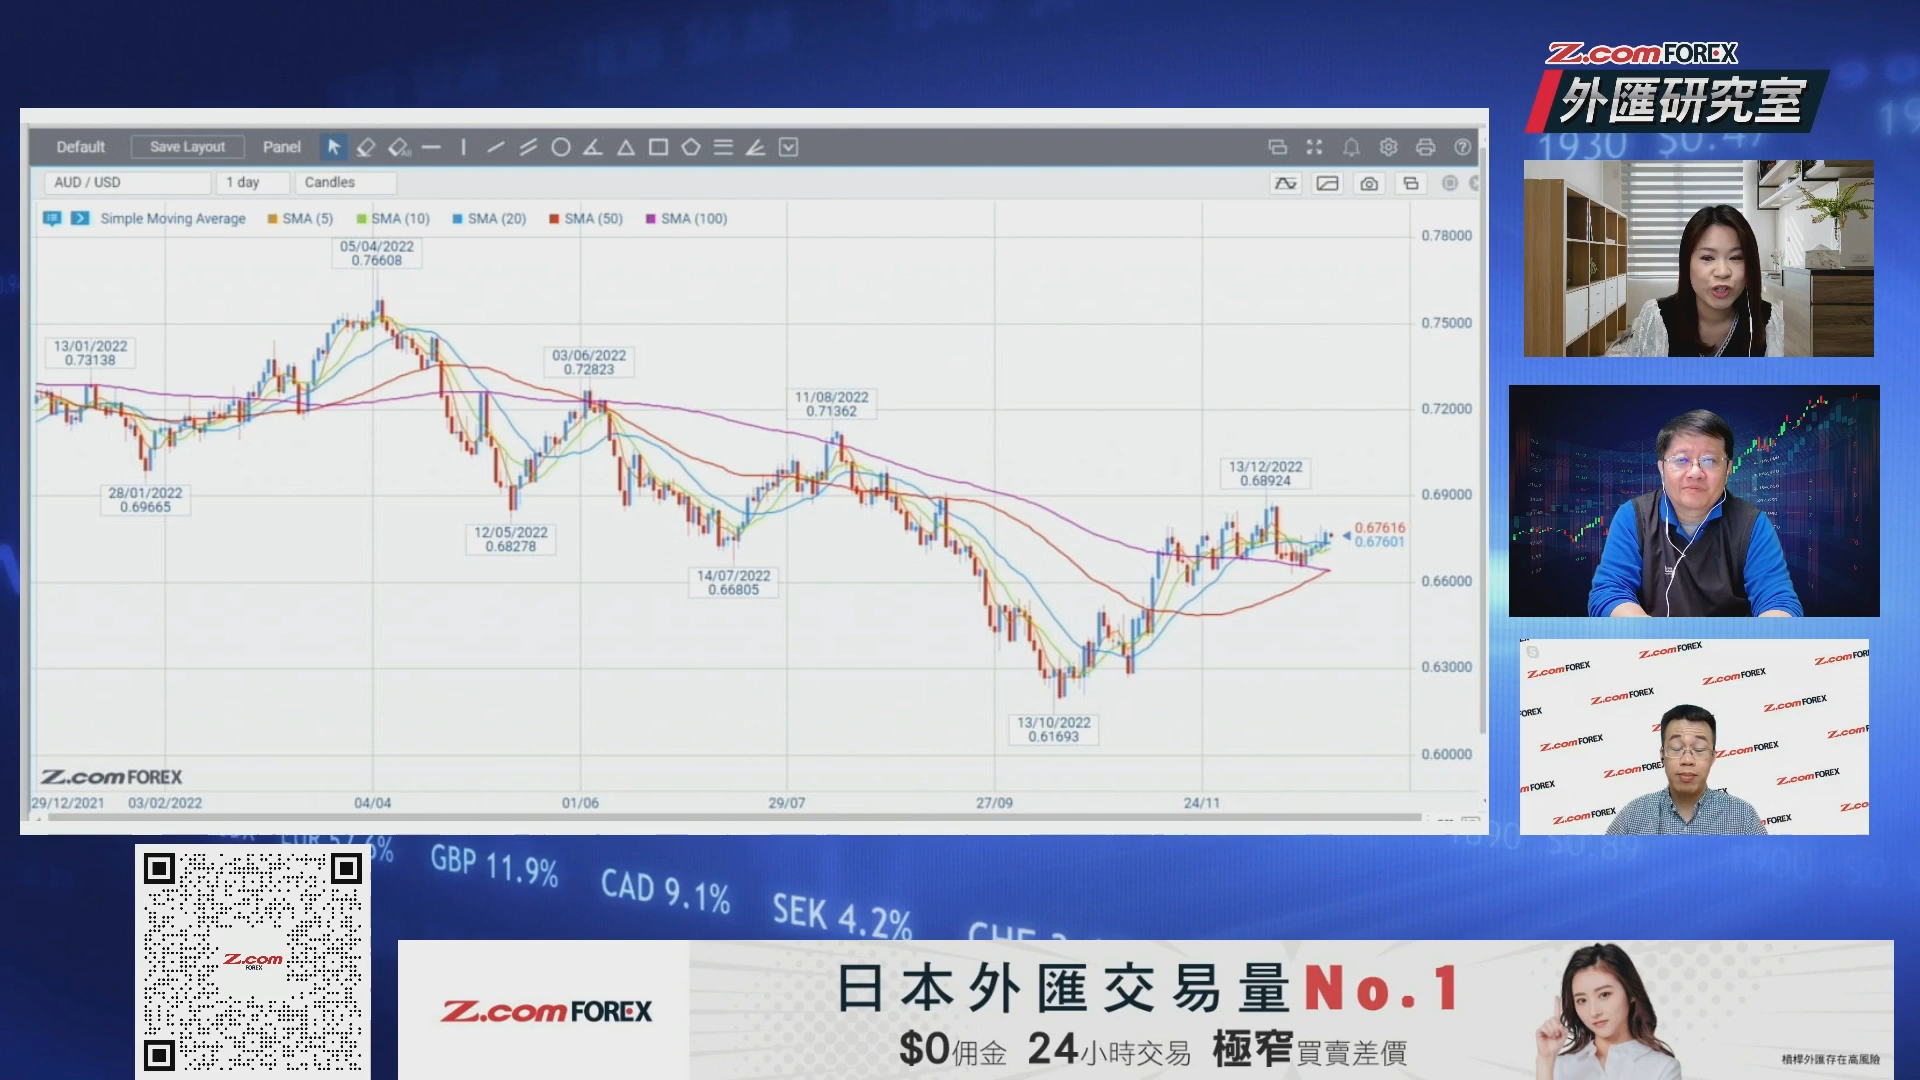 Z.com FOREX
外匯研究室
1930 $0.47
Default
Save Layout
Panel
AUD / USD
1 day
Candles
Simple Moving Average
SMA (5)
SMA (10)
SMA (20)
SMA (50)
SMA (100)
05/04/2022
0.76608
13/01/2022
0.73138
03/06/2022
0.72823
11/08/2022
0.71362
13/12/2022
0.68924
28/01/2022
0.69665
12/05/2022
0.68278
14/07/2022
0.66805
13/10/2022
0.61693
0.78000
0.75000
0.72000
0.69000
0.67616
0.67601
0.66000
0.63000
0.60000
Z.com FOREX
29/12/2021
03/02/2022
04/04
01/06
29/07
27/09
24/11
GBP 11.9%
CAD 9.1%
SEK 4.2%
Z.com FOREX
Z.com FOREX
日本外匯交易量No.1
$0佣金 24小時交易 極窄買賣差價
槓桿外匯存在高風險